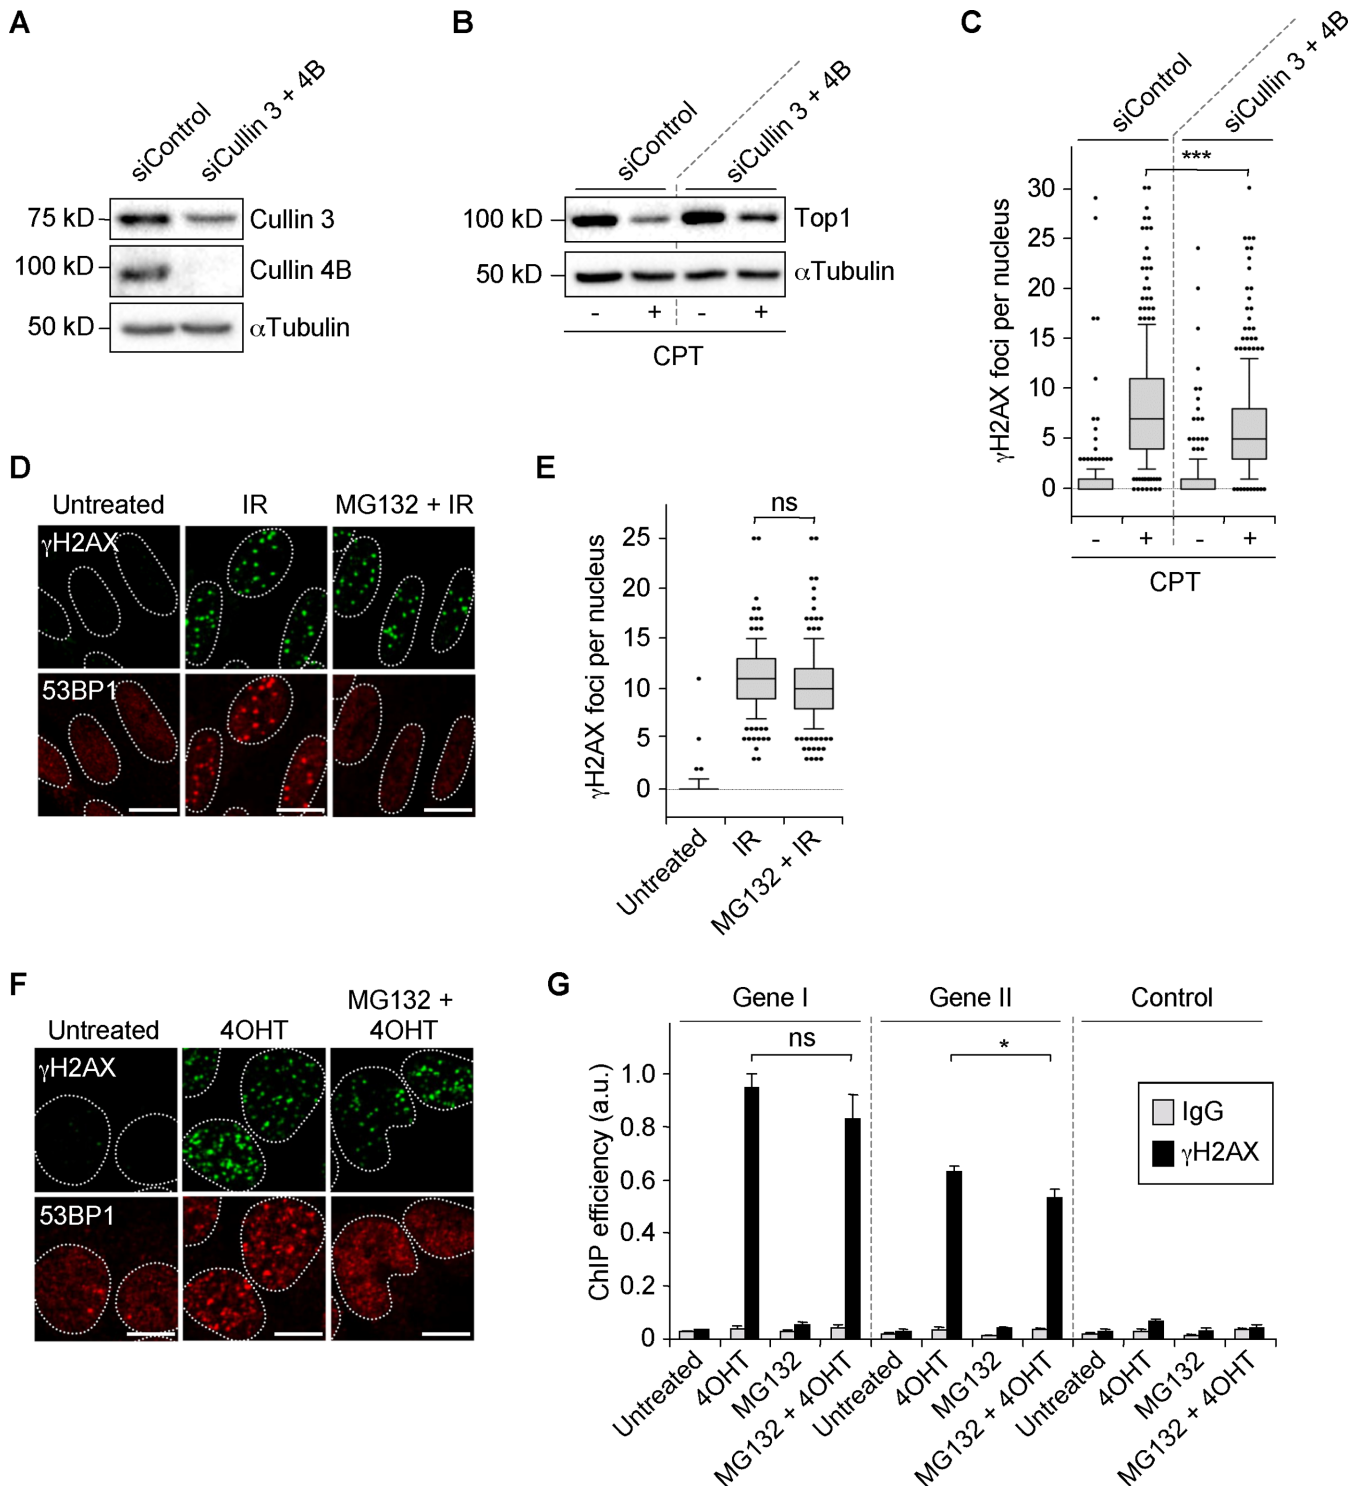 A
siControl
siCullin 3 + 4B
75 kD
Cullin 3
100 kD
Cullin 4B
50 kD
αTubulin
B
siControl
siCullin 3 + 4B
100 kD
Top1
50 kD
αTubulin
- + - +
CPT
C
siControl
siCullin 3 + 4B
***
γH2AX foci per nucleus
30
25
20
15
10
5
0
- + - +
CPT
D
Untreated
IR
MG132 + IR
γH2AX
53BP1
E
ns
γH2AX foci per nucleus
25
20
15
10
5
0
Untreated
IR
MG132 + IR
F
Untreated
4OHT
MG132 +
4OHT
γH2AX
53BP1
G
Gene I
Gene II
Control
ns
*
ChIP efficiency (a.u.)
1.0
0.8
0.6
0.4
0.2
0
IgG
γH2AX
Untreated
4OHT
MG132
MG132 + 4OHT
Untreated
4OHT
MG132
MG132 + 4OHT
Untreated
4OHT
MG132
MG132 + 4OHT